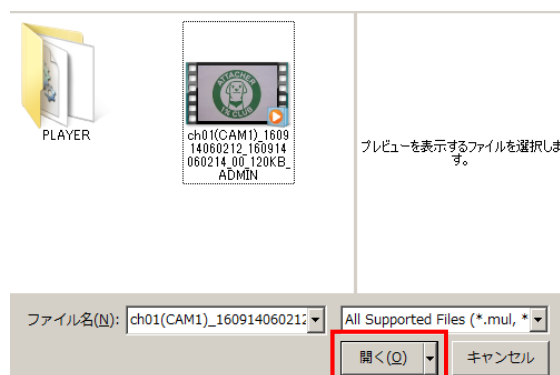 ATTACHER
1% CLUB
PLAYER
ch01(CAM1)_1609
14060212_160914
060214_00_120KB_
ADMIN
プレビューを表示するファイルを選択しま
す。
ファイル名(N):
ch01(CAM1)_160914060212
All Supported Files (*.mul, *
開く(O)
キャンセル